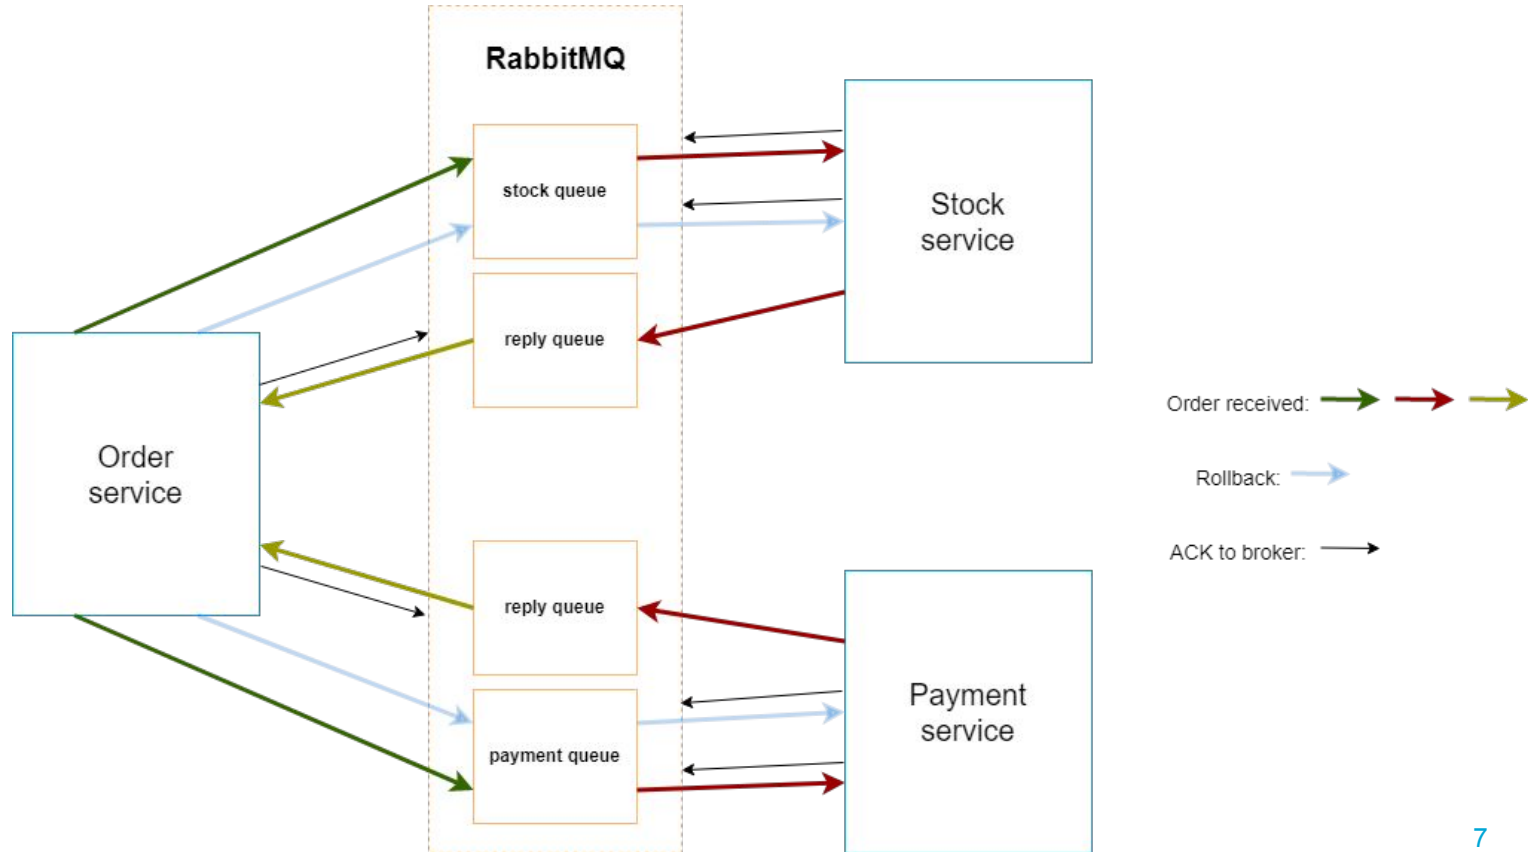 RabbitMQ
stock queue
Stock
service
reply queue
Order received:
Order
service
Rollback:
ACK to broker:
reply queue
Payment
service
payment queue
7